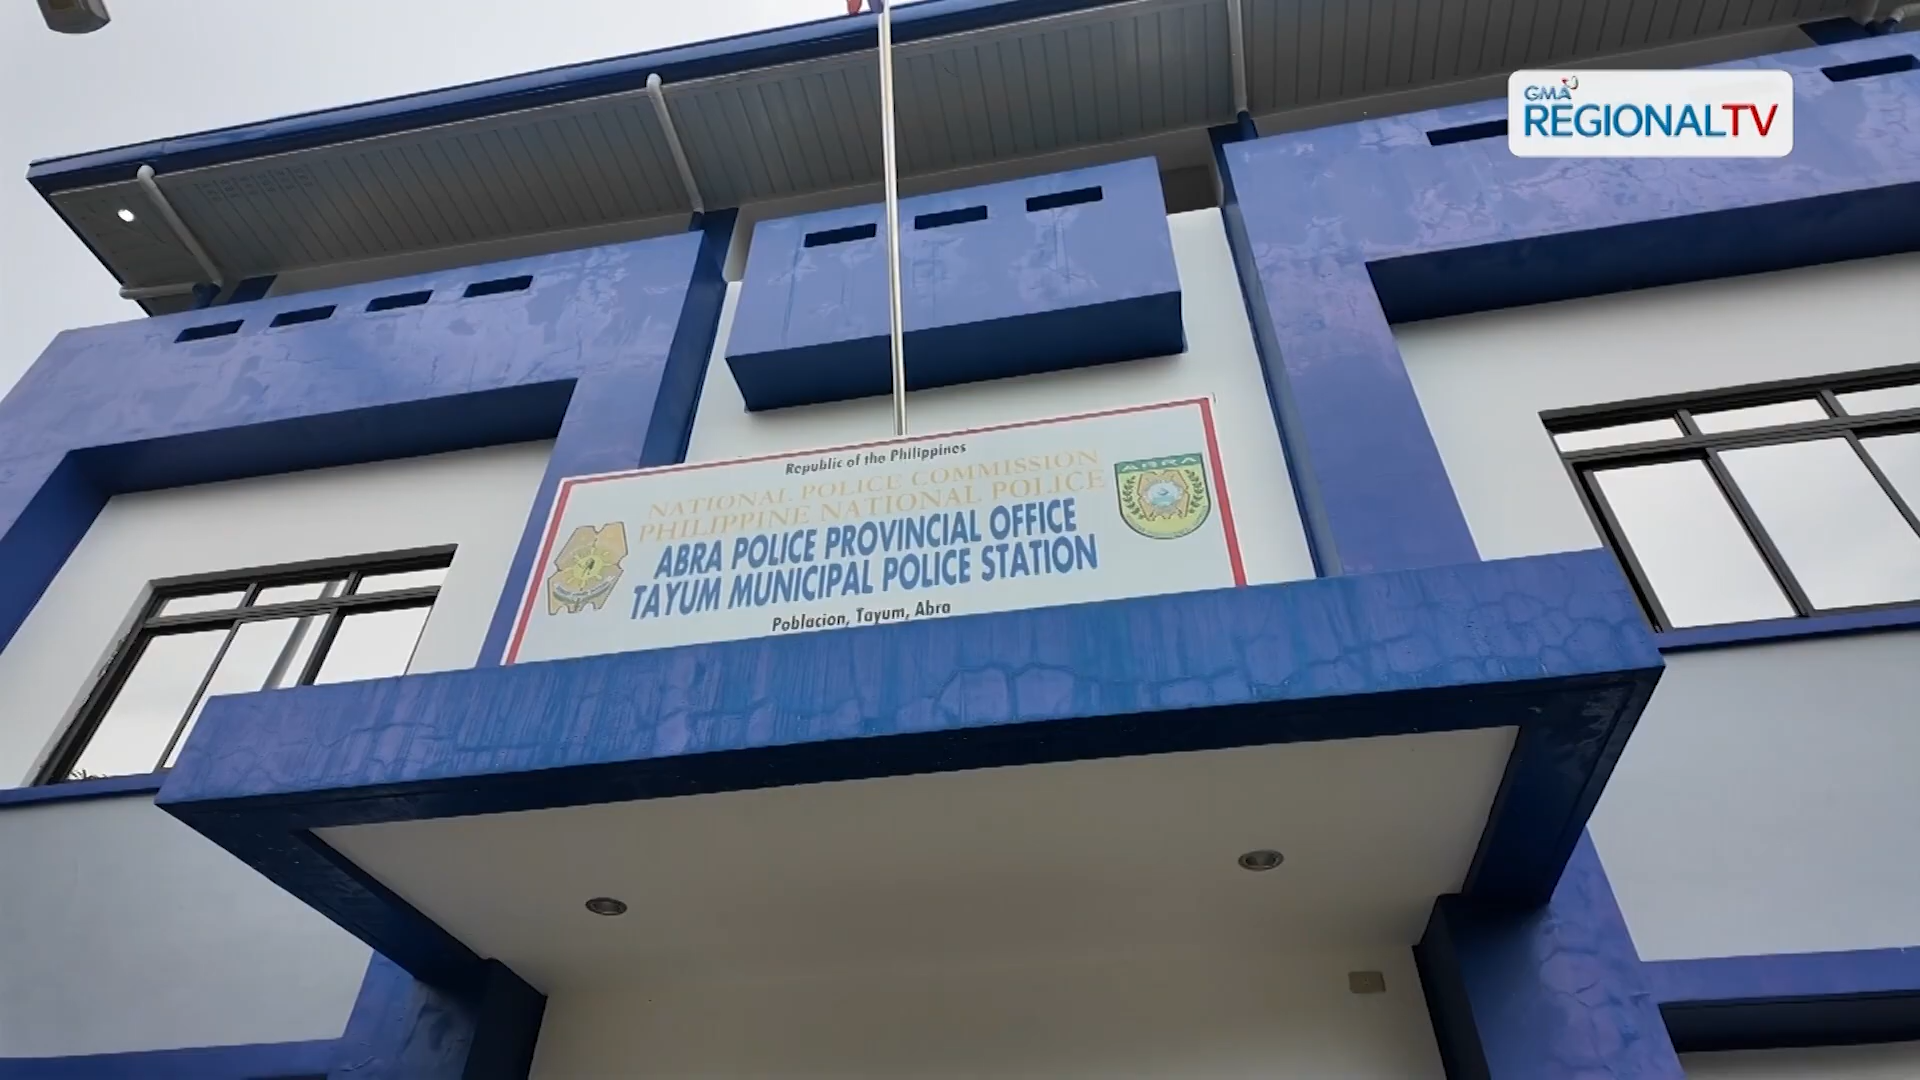 GMA
REGIONALTV
Republic of the Philippines
NATIONAL POLICE COMMISSION
PHILIPPINE NATIONAL POLICE
ABRA POLICE PROVINCIAL OFFICE
TAYUM MUNICIPAL POLICE STATION
Poblacion, Tayum, Abra
ABRA